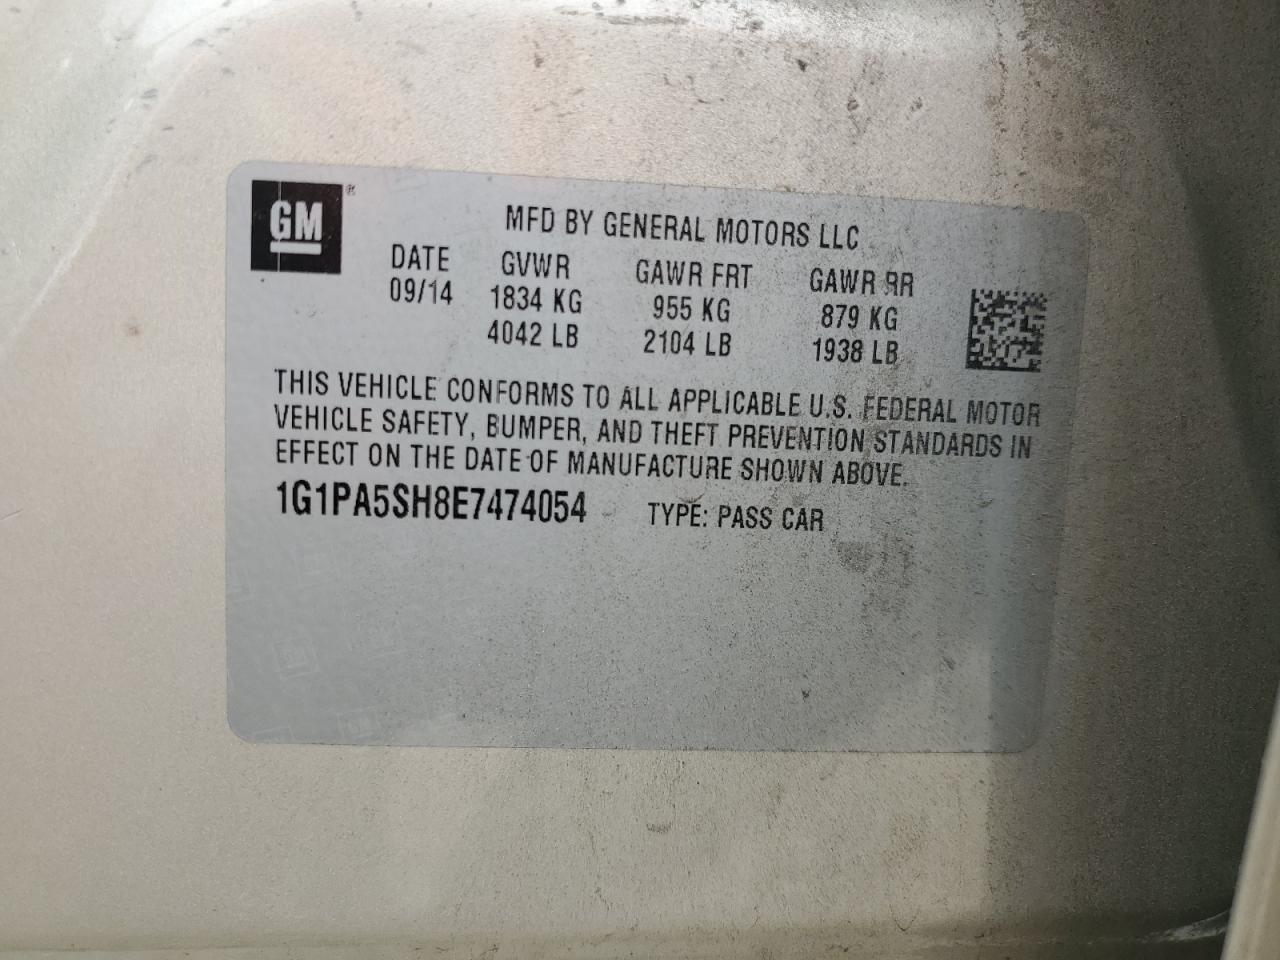 GM®
MFD BY GENERAL MOTORS LLC
DATE GVWR GAWR FRT GAWR RR
09/14 1834 KG 955 KG 879 KG
4042 LB 2104 LB 1938 LB
THIS VEHICLE CONFORMS TO ALL APPLICABLE U.S. FEDERAL MOTOR
VEHICLE SAFETY, BUMPER, AND THEFT PREVENTION STANDARDS IN
EFFECT ON THE DATE OF MANUFACTURE SHOWN ABOVE.
1G1PA5SH8E7474054 TYPE: PASS CAR